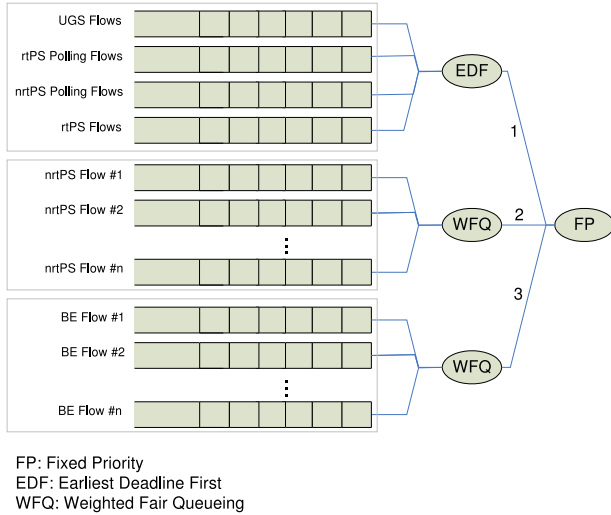 UGS Flows
rtPS Polling Flows
nrtPS Polling Flows
rtPS Flows
EDF
1
nrtPS Flow #1
nrtPS Flow #2
nrtPS Flow #n
WFQ
2
FP
3
BE Flow #1
BE Flow #2
BE Flow #n
WFQ
FP: Fixed Priority
EDF: Earliest Deadline First
WFQ: Weighted Fair Queueing